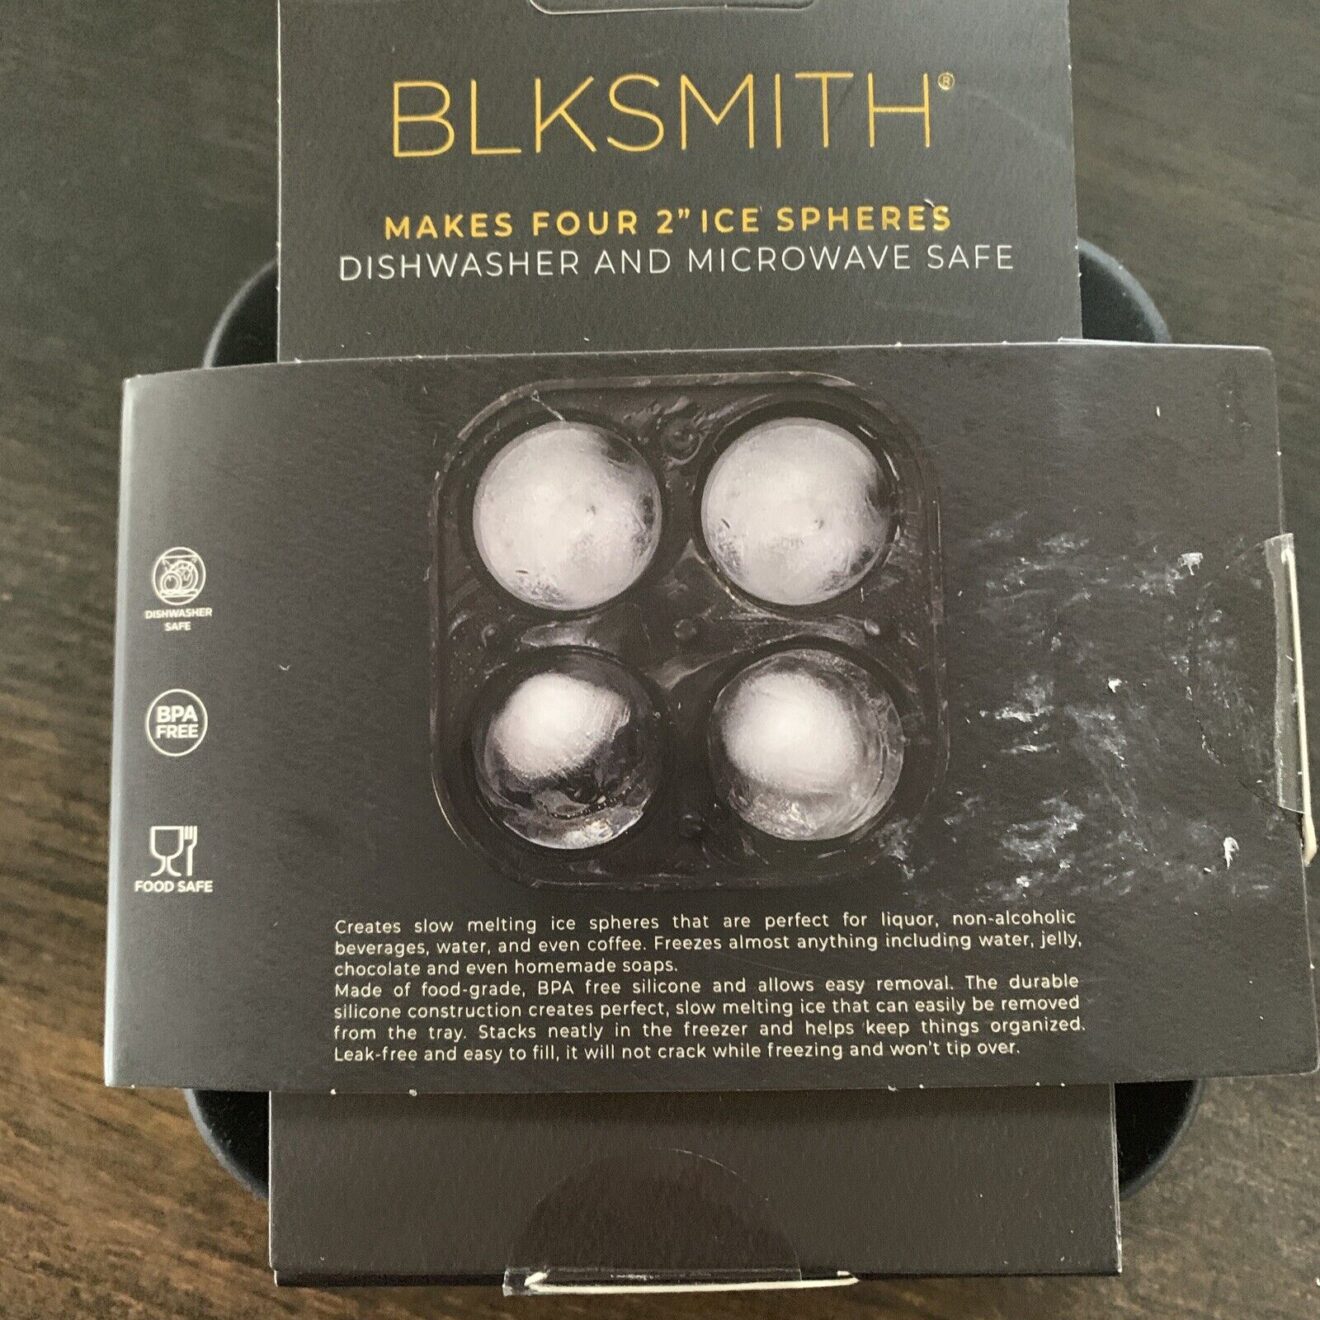 BLKSMITH®
MAKES FOUR 2" ICE SPHERES
DISHWASHER AND MICROWAVE SAFE
DISHWASHER
SAFE
BPA
FREE
FOOD SAFE
Creates slow melting ice spheres that are perfect for liquor, non-alcoholic
beverages, water, and even coffee. Freezes almost anything including water, jelly,
chocolate and even homemade soaps.
Made of food-grade, BPA free silicone and allows easy removal. The durable
silicone construction creates perfect, slow melting ice that can easily be removed
from the tray. Stacks neatly in the freezer and helps keep things organized.
Leak-free and easy to fill, it will not crack while freezing and won't tip over.